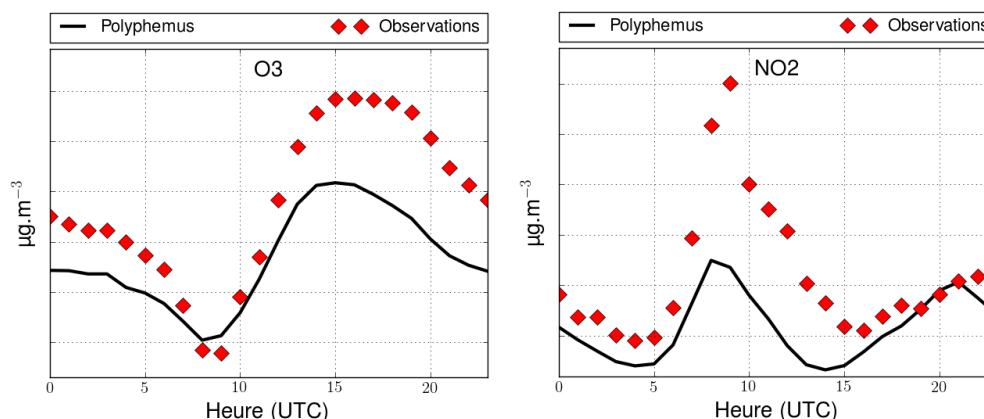 Polyphemus Observations
O3
µg.m⁻³
0 5 10 15 20
Heure (UTC)
Polyphemus Observations
NO2
µg.m⁻³
0 5 10 15 20
Heure (UTC)